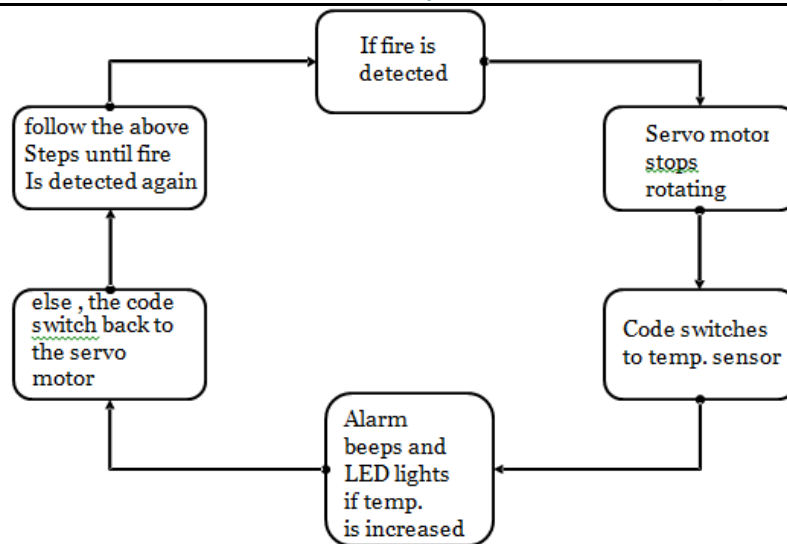 If fire is
detected
Servo motor
stops
rotating
Code switches
to temp. sensor
Alarm
beeps and
LED lights
if temp.
is increased
else , the code
switch back to
the servo
motor
follow the above
Steps until fire
Is detected again